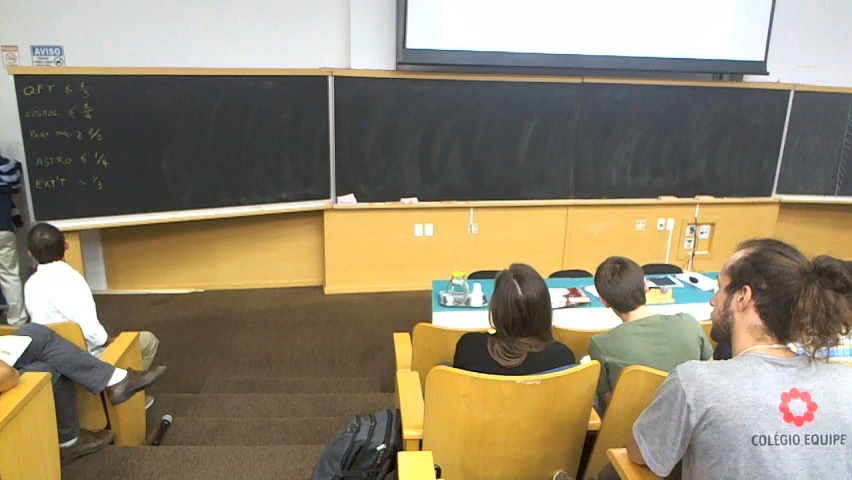 AVISO
QFT ≤ 1/3
COSMOL ≤ 1/4
ASTRO ≤ 1/4
EXP'T ~ 1/3
COLÉGIO EQUIPE